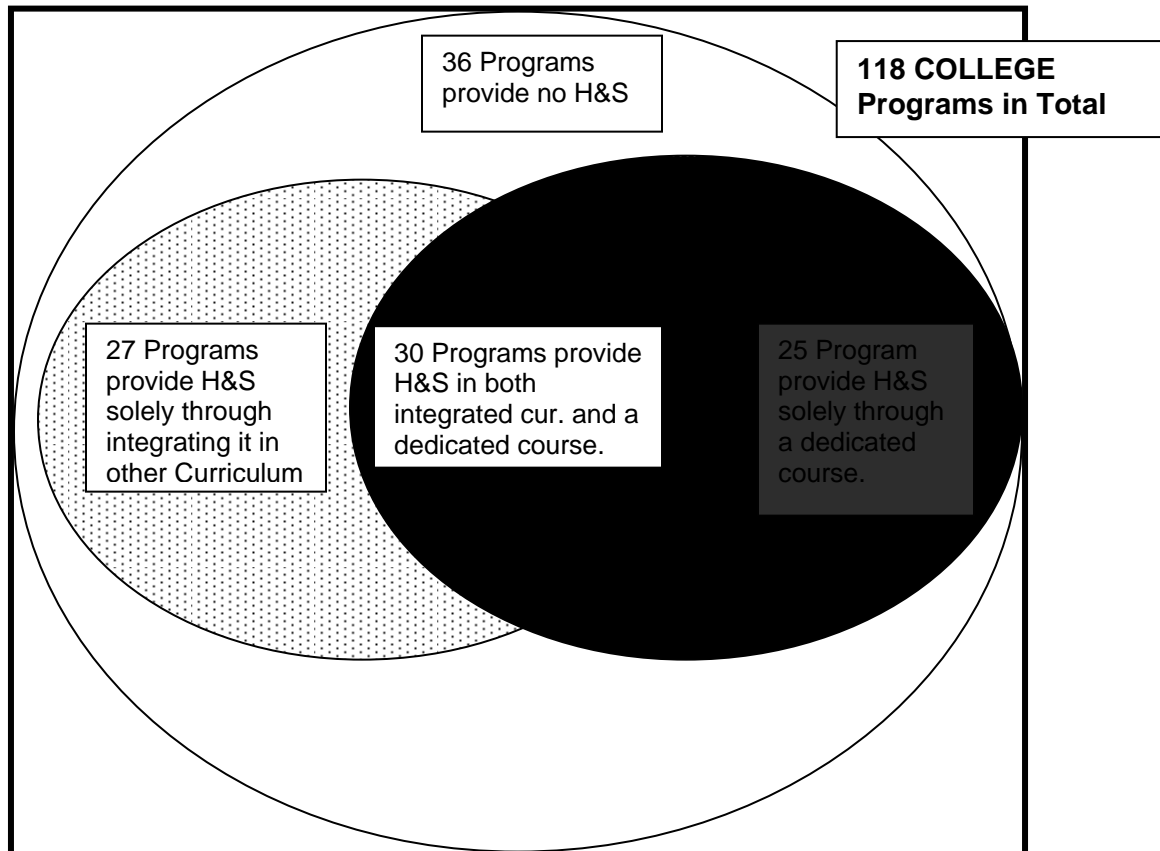 36 Programs
provide no H&S
118 COLLEGE
Programs in Total
27 Programs
provide H&S
solely through
integrating it in
other Curriculum
30 Programs provide
H&S in both
integrated cur. and a
dedicated course.
25 Program
provide H&S
solely through
a dedicated
course.